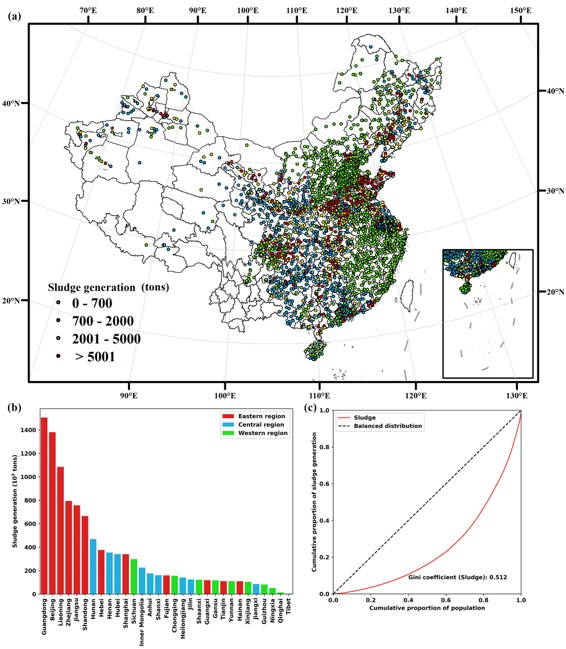 (a)
70°E 80°E 90°E 100°E 110°E 120°E 130°E 140°E 150°E
40°N 40°N
30°N 30°N
20°N 20°N
Sludge generation (tons)
0 - 700
700 - 2000
2001 - 5000
> 5001
90°E 100°E 110°E 120°E 130°E
(b)
Eastern region
Central region
Western region
Sludge generation (10³ tons)
1400
1200
1000
800
600
400
200
0
Guangdong
Beijing
Liaoning
Zhejiang
Jiangsu
Shandong
Hunan
Hebei
Henan
Hubei
Shanghai
Sichuan
Inner Mongolia
Anhui
Shanxi
Fujian
Chongqing
Heilongjiang
Jilin
Shaanxi
Guangxi
Gansu
Tianjin
Yunnan
Hainan
Xinjiang
Jiangxi
Guizhou
Ningxia
Qinghai
Tibet
(c)
Sludge
Balanced distribution
Cumulative proportion of sludge generation
1.0
0.8
0.6
0.4
0.2
0.0
Gini coefficient (Sludge): 0.512
0.0 0.2 0.4 0.6 0.8 1.0
Cumulative proportion of population